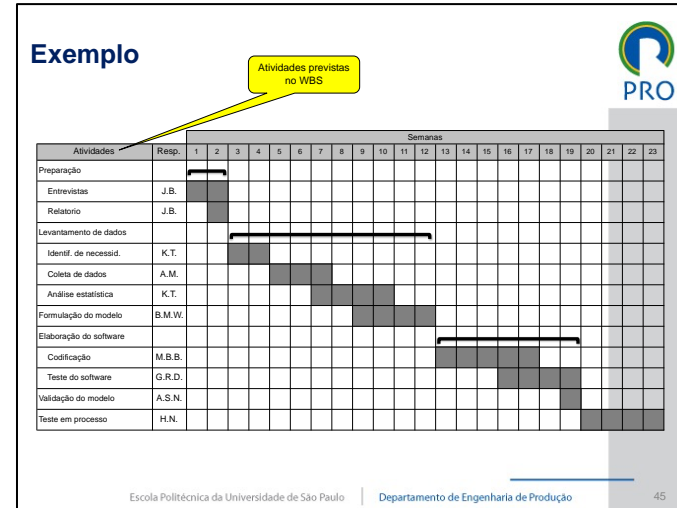 Exemplo
Atividades previstas
no WBS
PRO
Semanas
Atividades Resp. 1 2 3 4 5 6 7 8 9 10 11 12 13 14 15 16 17 18 19 20 21 22 23
Preparação
Entrevistas J.B.
Relatorio J.B.
Levantamento de dados
Identif. de necessid. K.T.
Coleta de dados A.M.
Análise estatística K.T.
Formulação do modelo B.M.W.
Elaboração do software
Codificação M.B.B.
Teste do software G.R.D.
Validação do modelo A.S.N.
Teste em processo H.N.
Escola Politécnica da Universidade de São Paulo Departamento de Engenharia de Produção 45